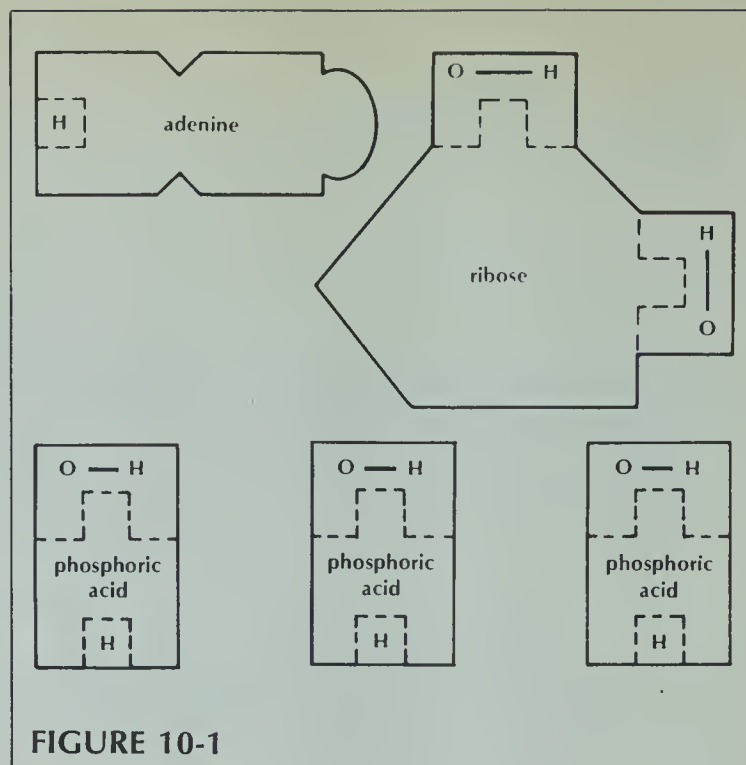 O — H
H
adenine
H
ribose
O
O — H
O — H
O — H
phosphoric
acid
phosphoric
acid
phosphoric
acid
H
H
H
FIGURE 10-1